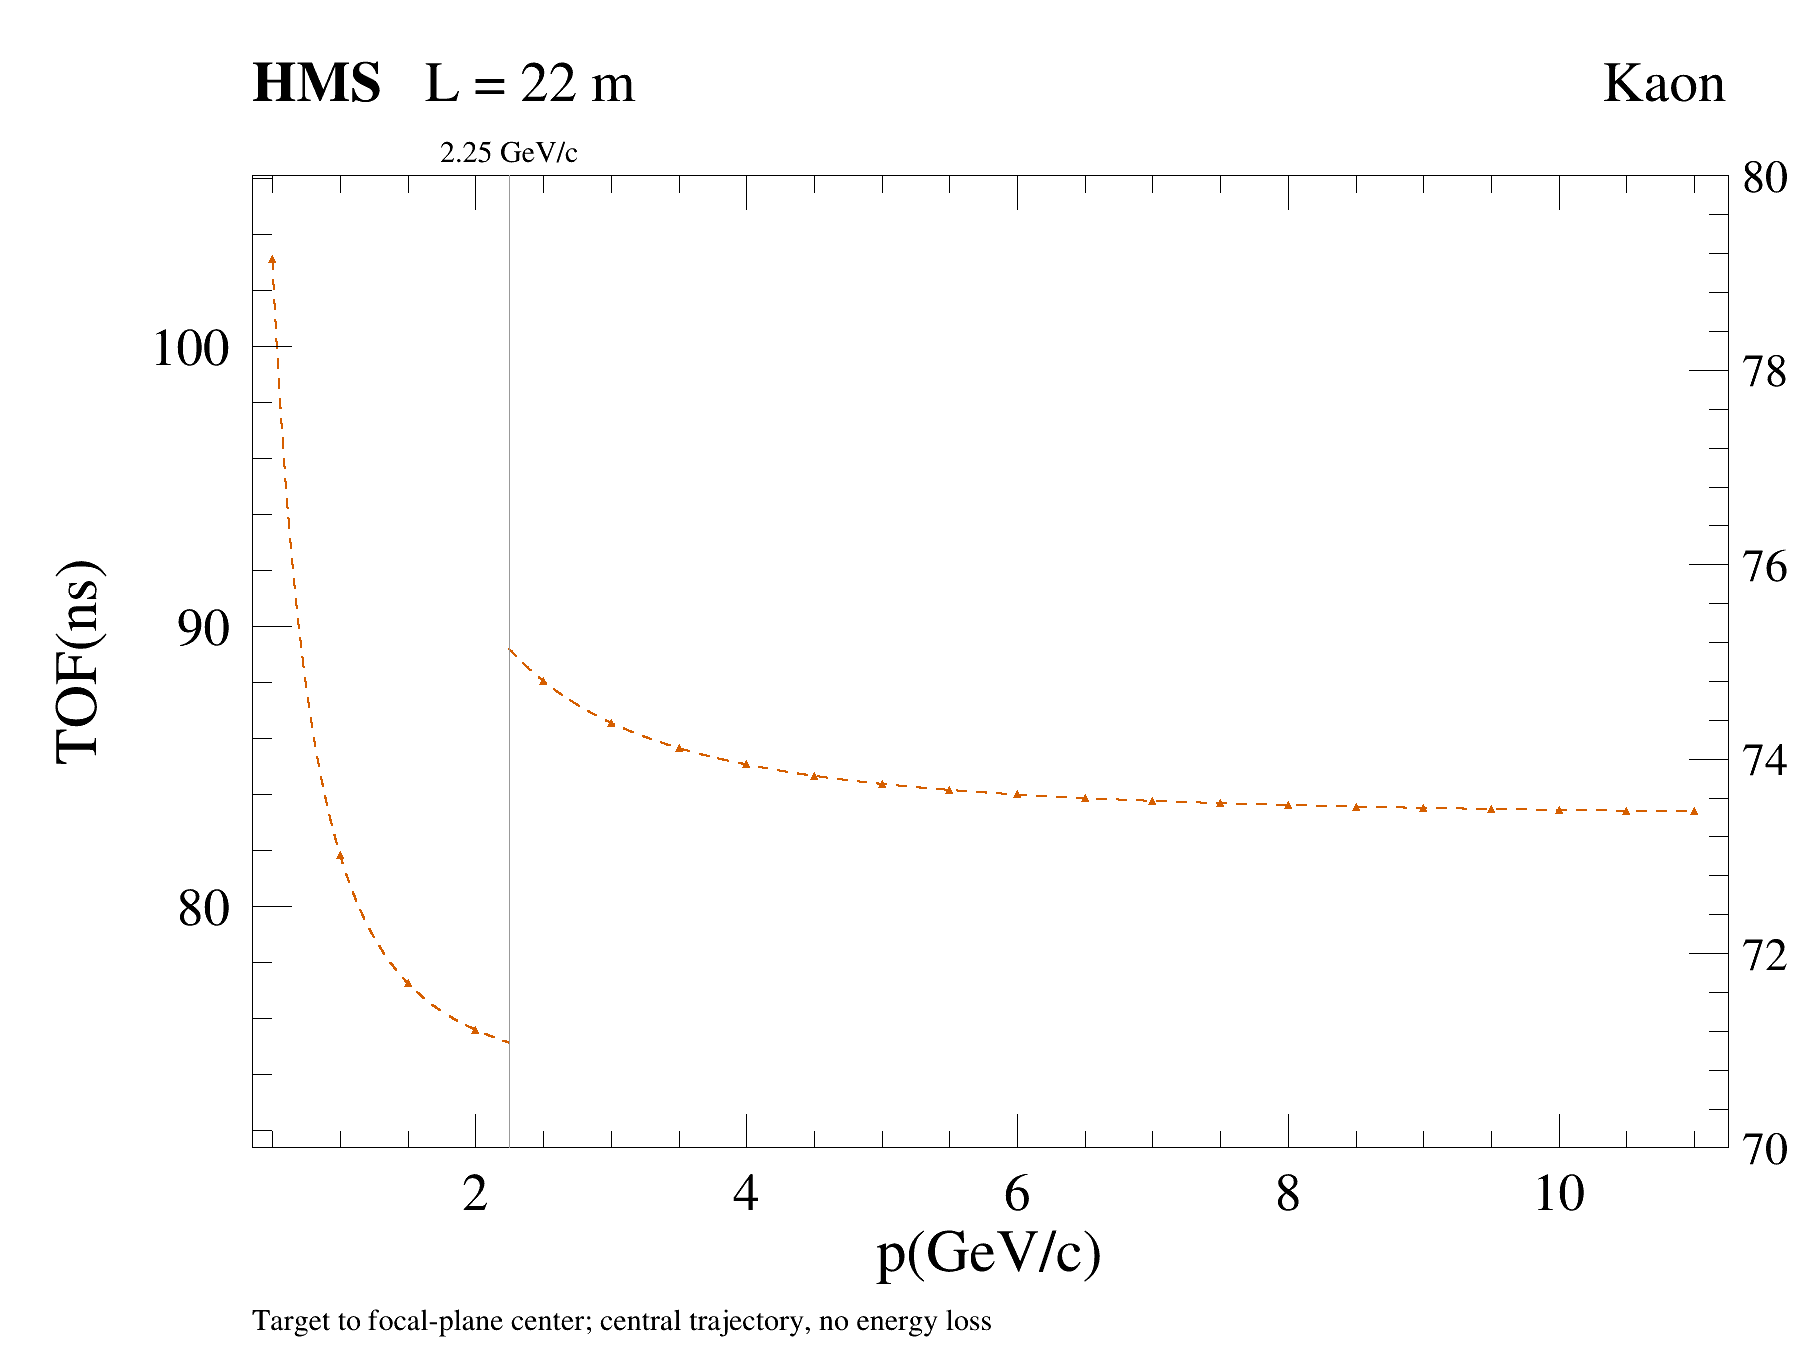 HMS L = 22 m
Kaon
2.25 GeV/c
80
78
76
74
72
70
100
90
80
TOF(ns)
2
4
6
8
10
p(GeV/c)
Target to focal-plane center; central trajectory, no energy loss